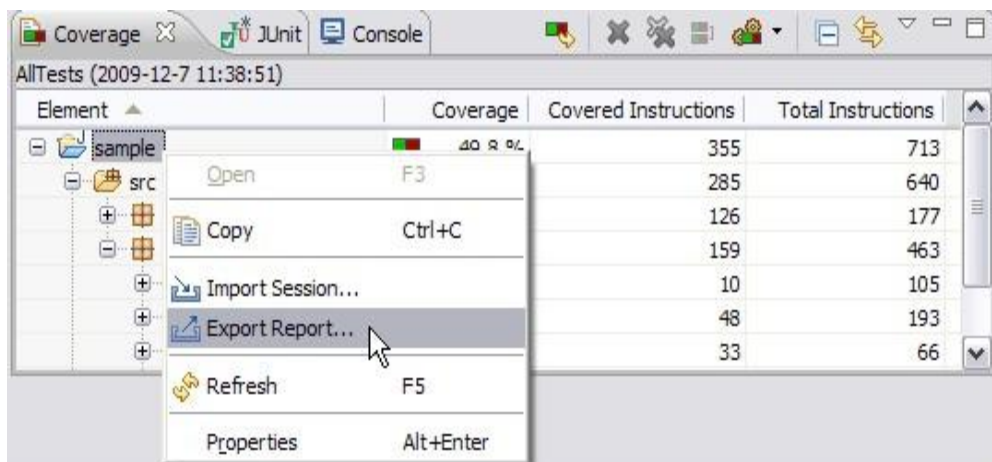 Coverage JUnit Console
AllTests (2009-12-7 11:38:51)
Element Coverage Covered Instructions Total Instructions
sample 49.8 % 355 713
src 285 640
126 177
159 463
10 105
48 193
33 66
Open F3
Copy Ctrl+C
Import Session...
Export Report...
Refresh F5
Properties Alt+Enter